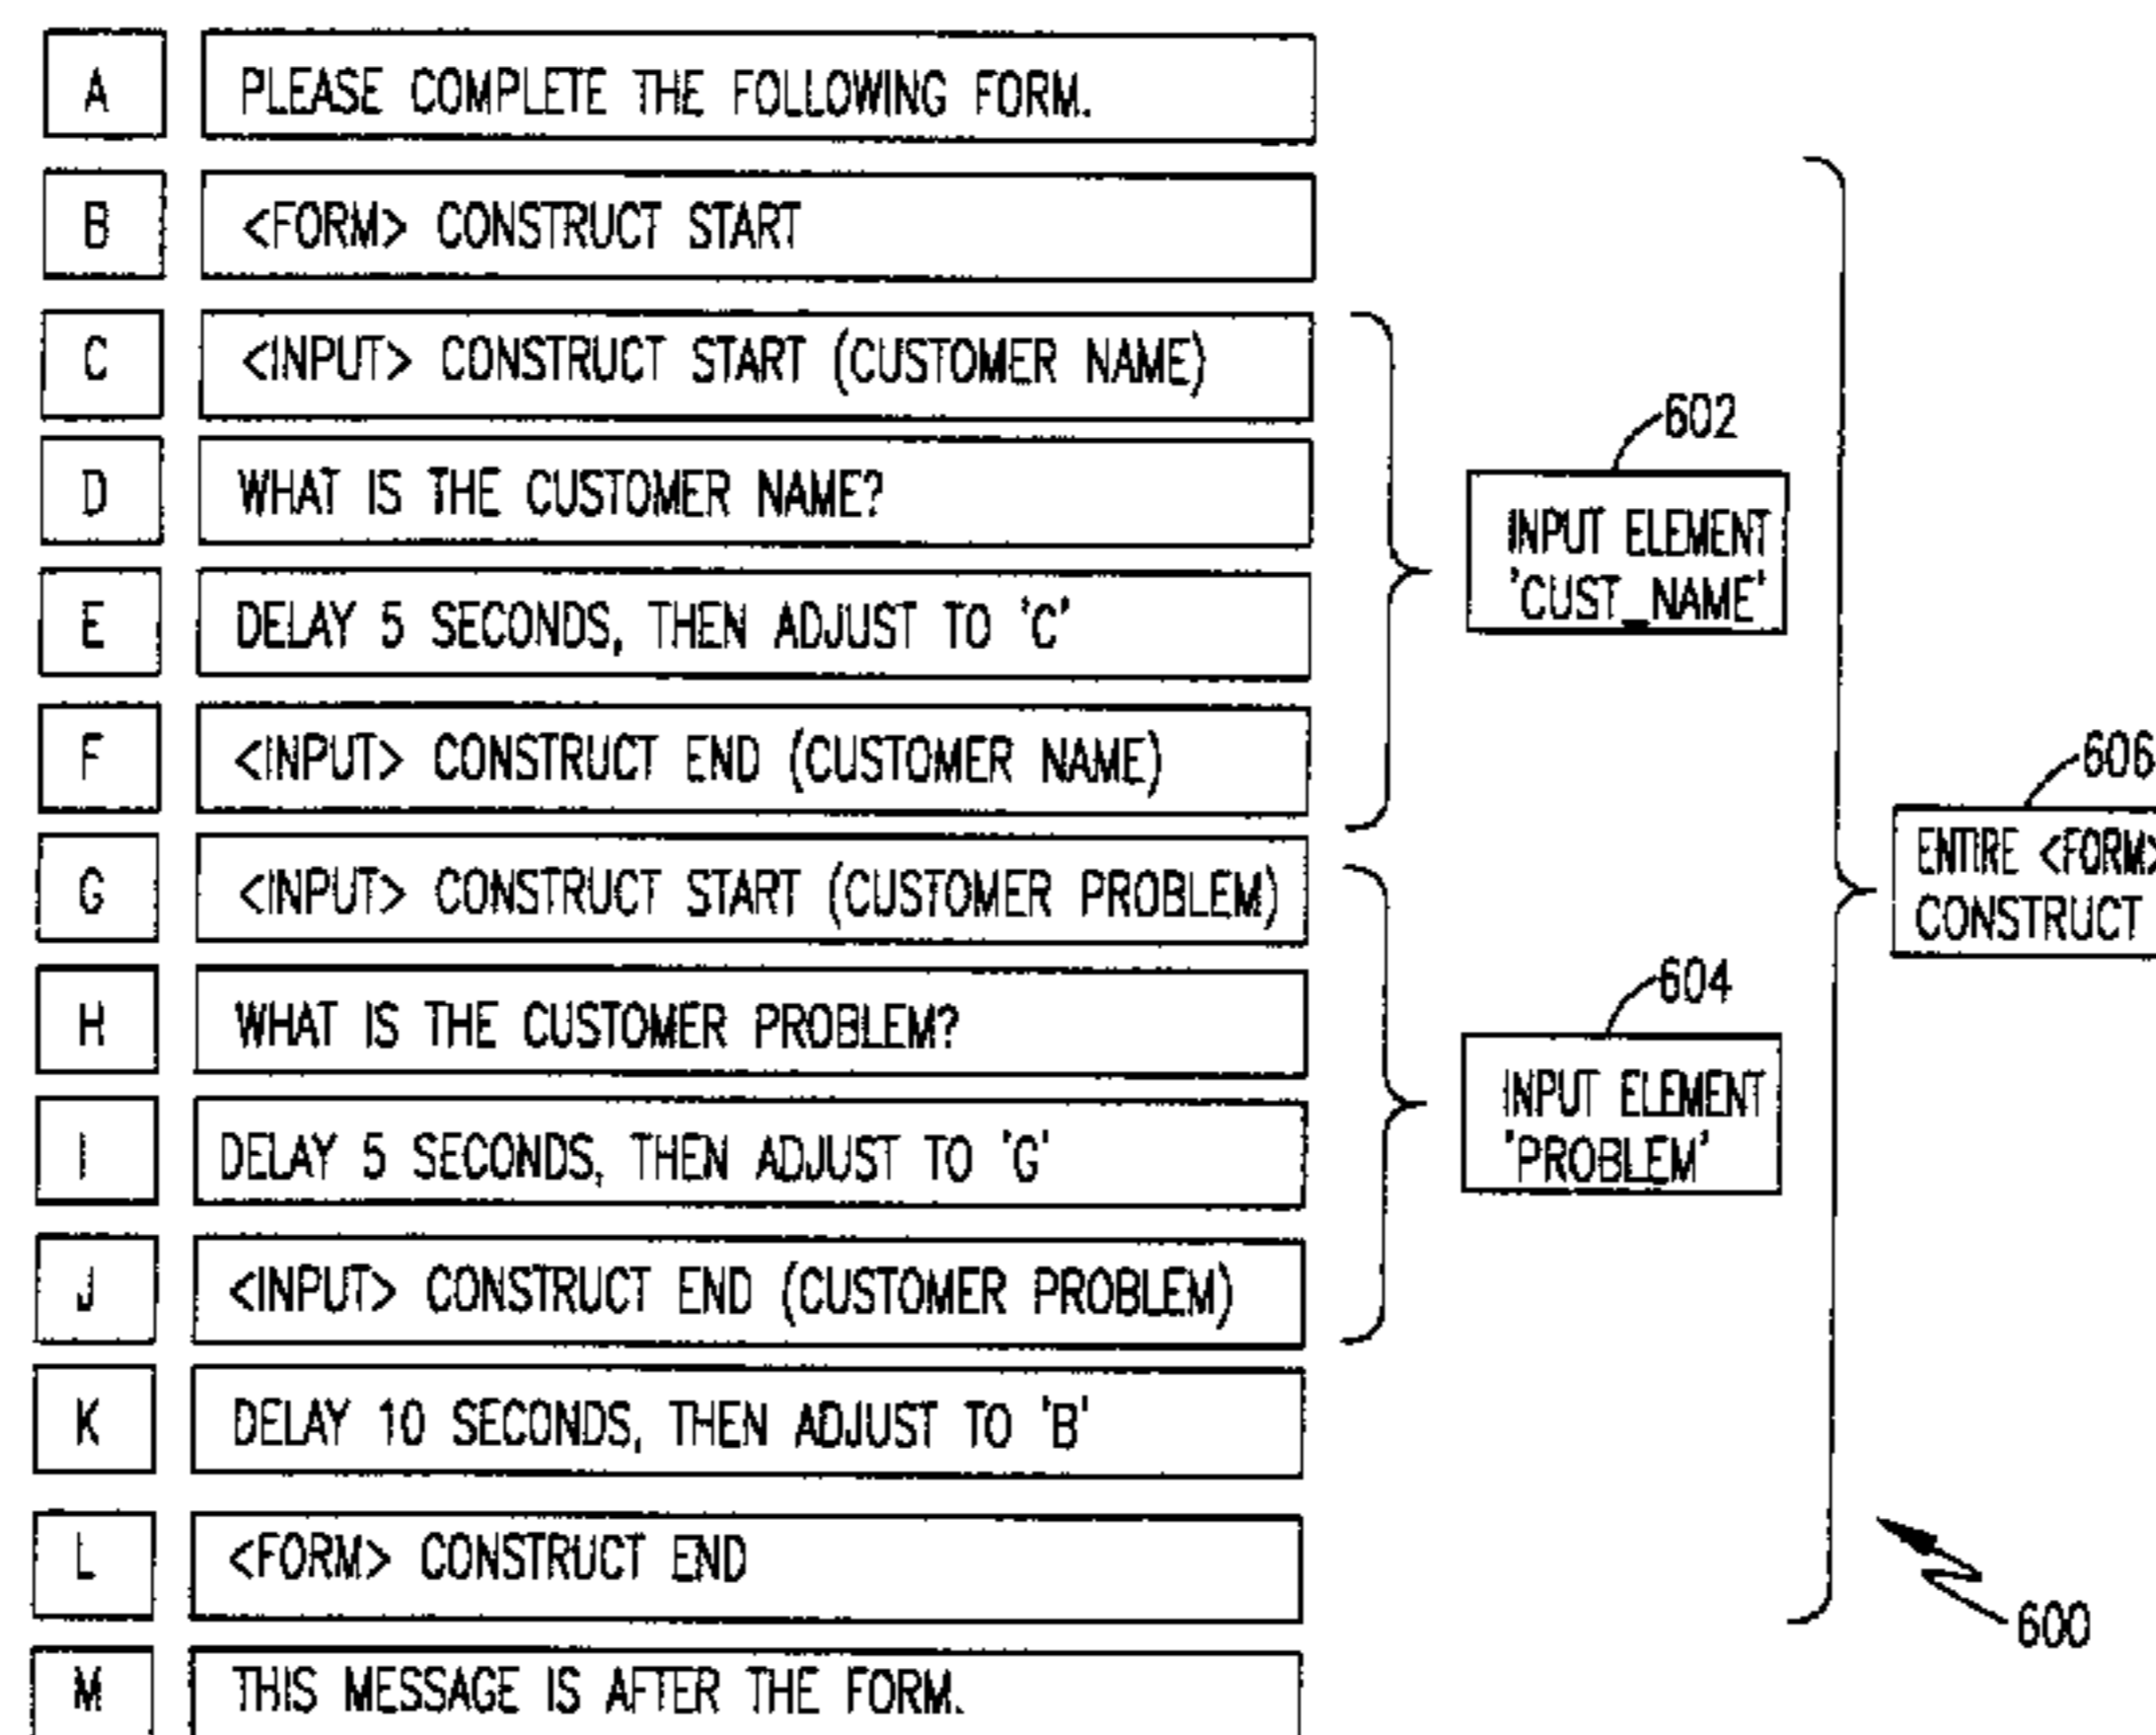 A PLEASE COMPLETE THE FOLLOWING FORM.
B <FORM> CONSTRUCT START
C <INPUT> CONSTRUCT START (CUSTOMER NAME)
D WHAT IS THE CUSTOMER NAME?
E DELAY 5 SECONDS, THEN ADJUST TO 'C'
F <INPUT> CONSTRUCT END (CUSTOMER NAME)
G <INPUT> CONSTRUCT START (CUSTOMER PROBLEM)
H WHAT IS THE CUSTOMER PROBLEM?
I DELAY 5 SECONDS, THEN ADJUST TO 'G'
J <INPUT> CONSTRUCT END (CUSTOMER PROBLEM)
K DELAY 10 SECONDS, THEN ADJUST TO 'B'
L <FORM> CONSTRUCT END
M THIS MESSAGE IS AFTER THE FORM.
602
INPUT ELEMENT
'CUST_NAME'
604
INPUT ELEMENT
'PROBLEM'
606
ENTIRE <FORM>
CONSTRUCT
600